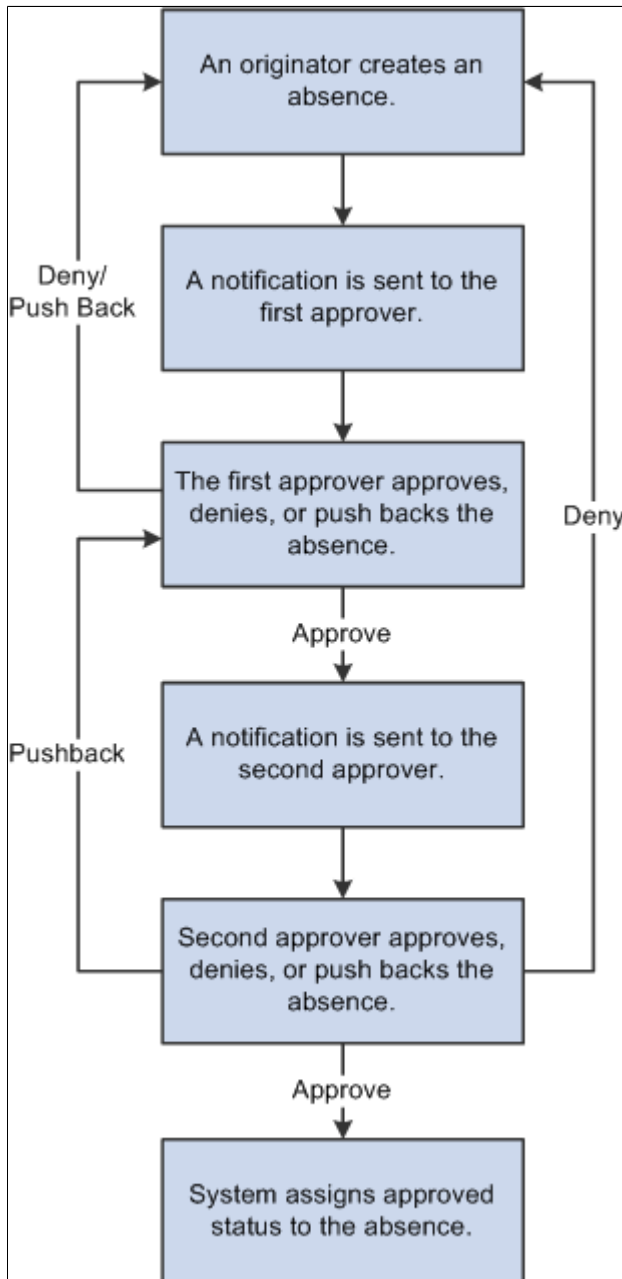 An originator creates an
absence.
Deny/
Push Back
A notification is sent to the
first approver.
The first approver approves,
denies, or push backs the
absence.
Deny
Approve
Pushback
A notification is sent to the
second approver.
Second approver approves,
denies, or push backs the
absence.
Approve
System assigns approved
status to the absence.